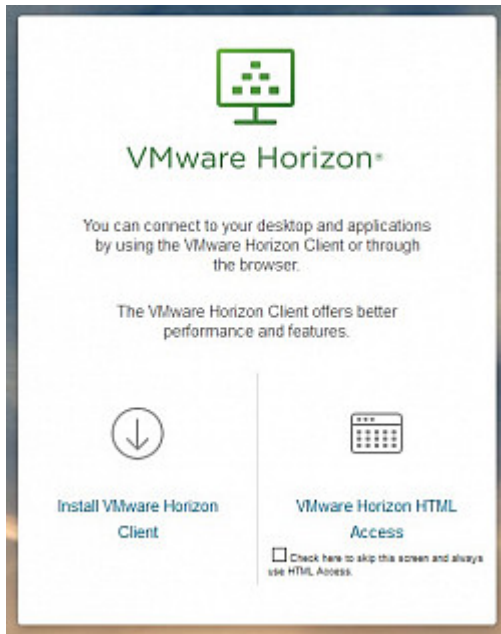 VMware Horizon®
You can connect to your desktop and applications
by using the VMware Horizon Client or through
the browser.
The VMware Horizon Client offers better
performance and features.
Install VMware Horizon
Client
VMware Horizon HTML
Access
Check here to skip this screen and always
use HTML Access.